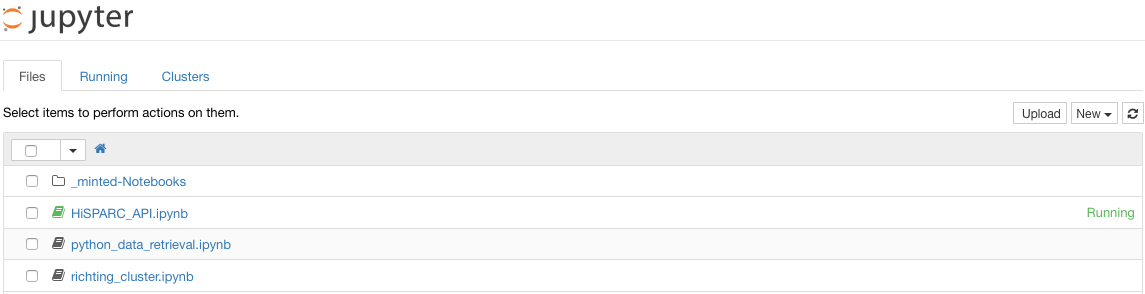 jupyter
Files Running Clusters
Select items to perform actions on them. Upload New
_minted-Notebooks
HiSPARC_API.ipynb Running
python_data_retrieval.ipynb
richting_cluster.ipynb